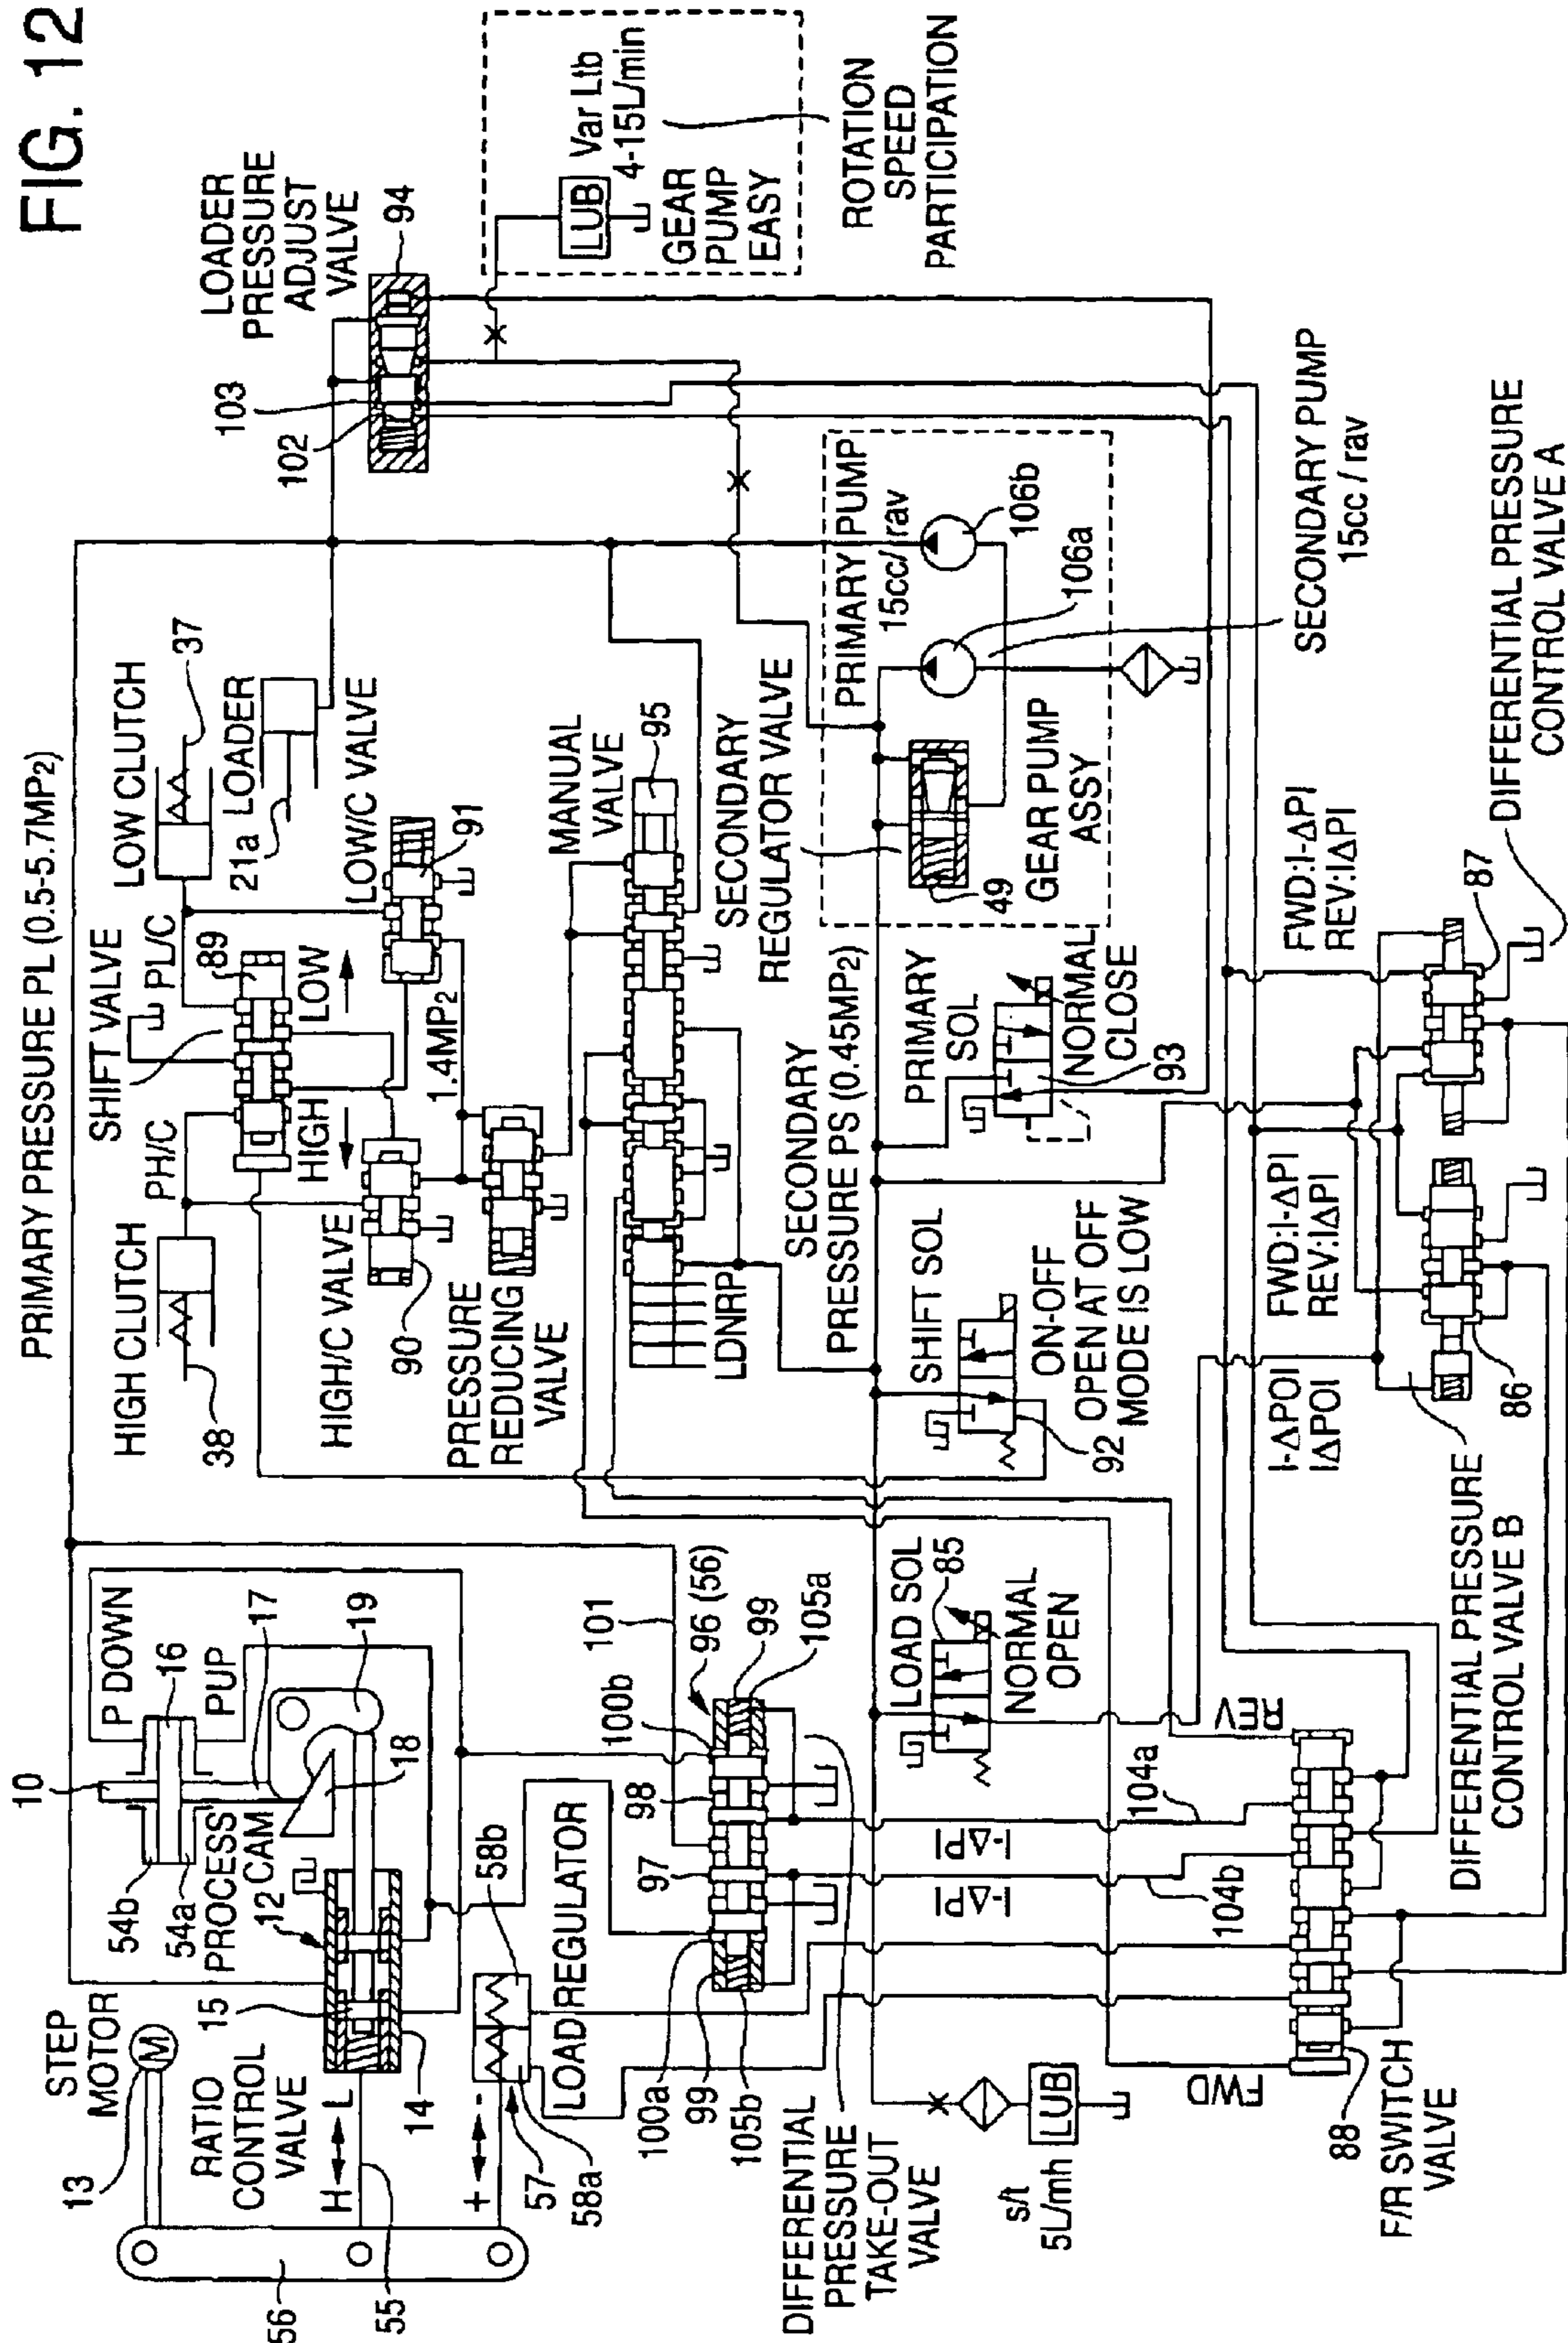 FIG. 12
PRIMARY PRESSURE PL (0.5-5.7MP2)
STEP
MOTOR
13
M
RATIO
CONTROL
VALVE
H L
56
55
+ -
57
58a
58b
LOAD REGULATOR
14
15
12
PROCESS
CAM
54b
54a
10
P DOWN
16
PUP
17
18
19
HIGH CLUTCH
38
PH/C
SHIFT VALVE
PL/C
89
HIGH
LOW
LOW CLUTCH
37
21a
LOADER
HIGH/C VALVE
90
LOW/C VALVE
91
1.4MP2
PRESSURE
REDUCING
VALVE
MANUAL
VALVE
95
LDNRP
LOADER
PRESSURE
ADJUST
VALVE
94
103
102
LUB
Var Ltb
4-15L/min
GEAR
PUMP
EASY
ROTATION
SPEED
PARTICIPATION
101
96 (56)
100b
99
105a
98
97
100a
99
105b
DIFFERENTIAL
PRESSURE
TAKE-OUT
VALVE
SECONDARY
PRESSURE PS (0.45MP2)
SECONDARY
REGULATOR VALVE
PRIMARY PUMP
15cc/ rav
106b
106a
49
GEAR PUMP
ASSY
SECONDARY PUMP
15cc / rav
LOAD SOL
85
NORMAL
OPEN
SHIFT SOL
92
ON-OFF
OPEN AT OFF
MODE IS LOW
PRIMARY
SOL
NORMAL
CLOSE
93
s/t
5L/mh
LUB
I-ΔPI
I-ΔPI
104a
104b
FWD
REV
88
F/R SWITCH
VALVE
I-ΔPOI
IΔPOI
FWD:I-ΔPI
REV:IΔPI
FWD:I-ΔPI
REV:IΔPI
86
87
DIFFERENTIAL PRESSURE
CONTROL VALVE B
DIFFERENTIAL PRESSURE
CONTROL VALVE A